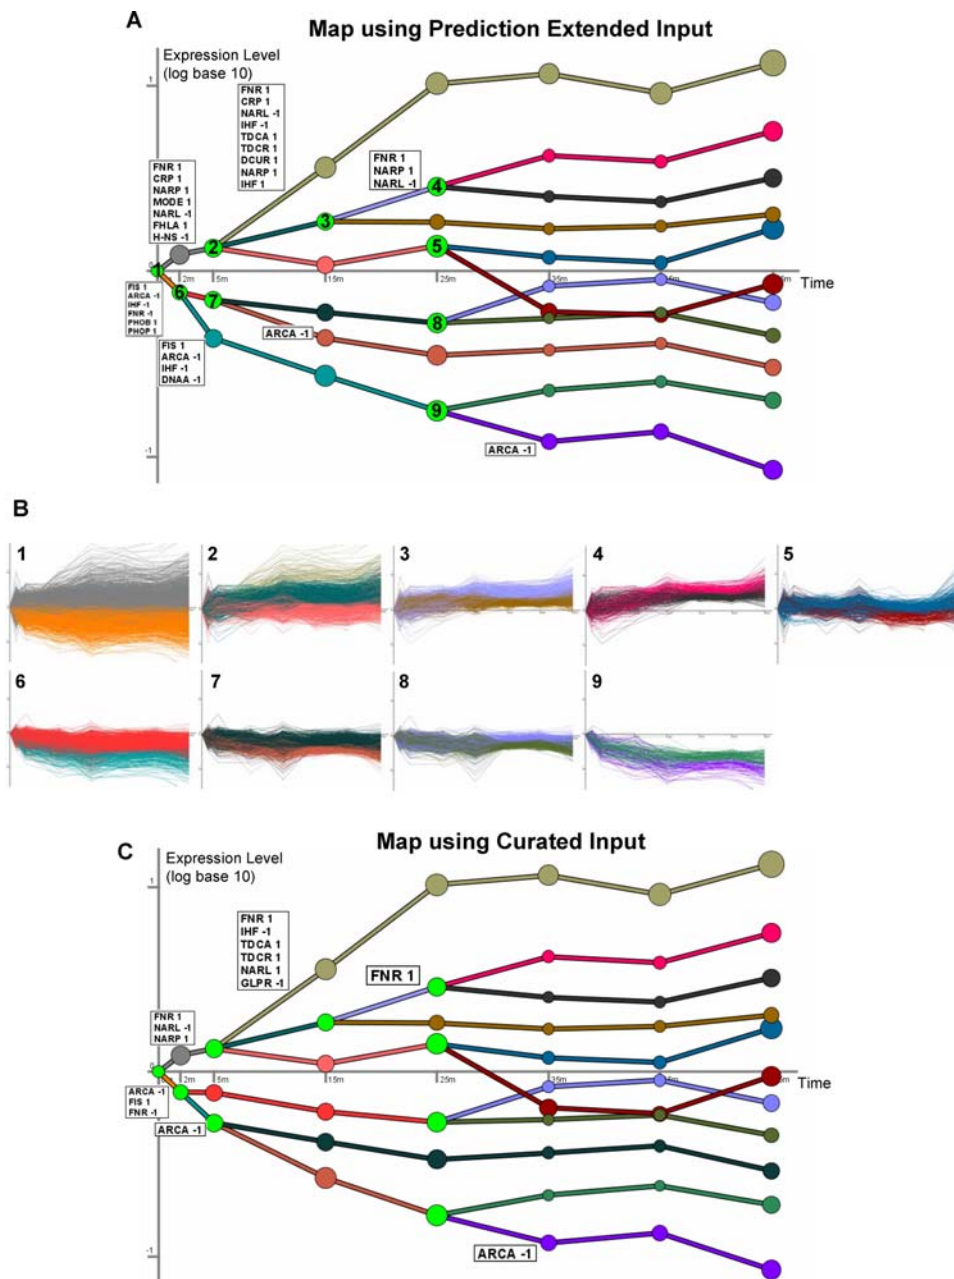 A
Map using Prediction Extended Input
Expression Level
(log base 10)
1
FNR 1
CRP 1
NARL -1
IHF -1
TDCA 1
TDCR 1
DCUR 1
NARP 1
IHF 1
FNR 1
NARP 1
NARL -1
FNR 1
CRP 1
NARP 1
MODE 1
NARL -1
FHLA 1
H-NS -1
4
3
2
5
0
1
2m
5m
15m
25m
Time
6
7
8
FIS 1
ARCA -1
IHF -1
FNR -1
PHOB 1
PHOP 1
ARCA -1
FIS 1
ARCA -1
IHF -1
DNAA -1
9
ARCA -1
-1
B
1
2
3
4
5
6
7
8
9
C
Map using Curated Input
Expression Level
(log base 10)
1
FNR 1
IHF -1
TDCA 1
TDCR 1
NARL 1
GLPR -1
FNR 1
FNR 1
NARL -1
NARP 1
0
2m
5m
15m
25m
Time
ARCA -1
FIS 1
FNR -1
ARCA -1
ARCA -1
-1